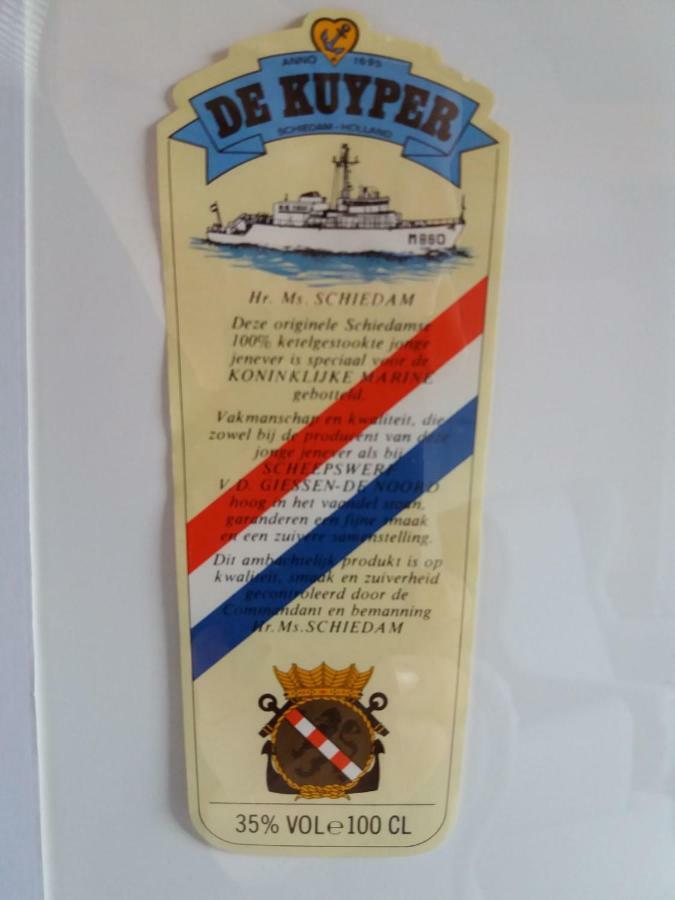 ANNO 1695
DE KUYPER
SCHIEDAM - HOLLAND
M860
Hr. Ms. SCHIEDAM
Deze originele Schiedamse
100% ketelgestookte jonge
jenever is speciaal voor de
KONINKLIJKE MARINE
gebotteld.
Vakmanschap en kwaliteit, die
zowel bij de producent van deze
jonge jenever als bij
SCHEEPSWERF
V.D. GIESSEN-DE NOORD
hoog in het vaandel staan,
garanderen een fijne smaak
en een zuivere samenstelling.
Dit ambachtelijk produkt is op
kwaliteit, smaak en zuiverheid
gecontroleerd door de
Commandant en bemanning
Hr. Ms. SCHIEDAM
35% VOL e 100 CL